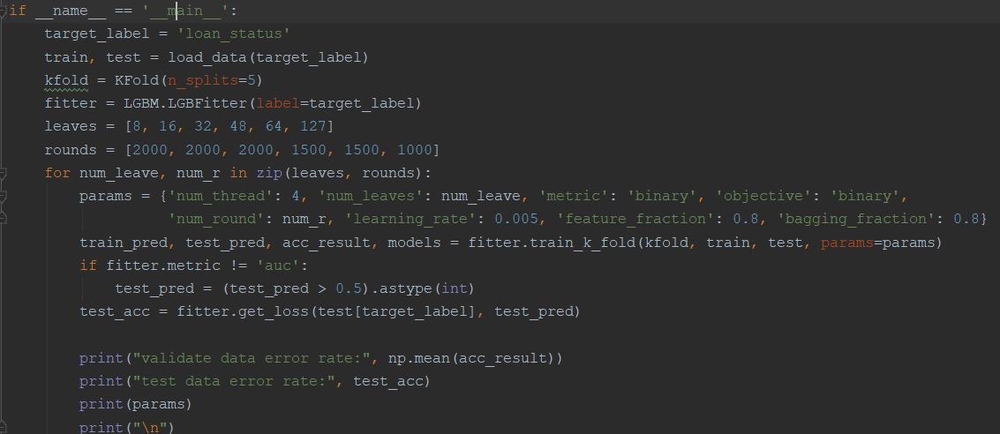 if __name__ == '__main__':
    target_label = 'loan_status'
    train, test = load_data(target_label)
    kfold = KFold(n_splits=5)
    fitter = LGBM.LGBFitter(label=target_label)
    leaves = [8, 16, 32, 48, 64, 127]
    rounds = [2000, 2000, 2000, 1500, 1500, 1000]
    for num_leave, num_r in zip(leaves, rounds):
        params = {'num_thread': 4, 'num_leaves': num_leave, 'metric': 'binary', 'objective': 'binary',
                  'num_round': num_r, 'learning_rate': 0.005, 'feature_fraction': 0.8, 'bagging_fraction': 0.8}
        train_pred, test_pred, acc_result, models = fitter.train_k_fold(kfold, train, test, params=params)
        if fitter.metric != 'auc':
            test_pred = (test_pred > 0.5).astype(int)
        test_acc = fitter.get_loss(test[target_label], test_pred)

        print("validate data error rate:", np.mean(acc_result))
        print("test data error rate:", test_acc)
        print(params)
        print("\n")